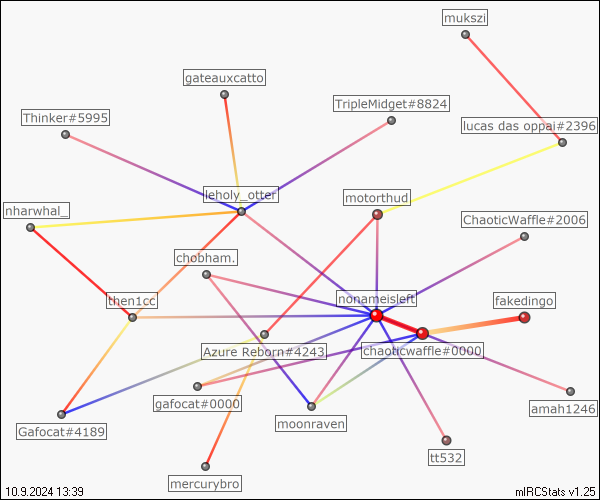 mukszi
gateauxcatto
TripleMidget#8824
Thinker#5995
lucas das oppai#2396
leholy_otter
motorthud
nharwhal_
ChaoticWaffle#2006
chobham.
then1cc
nonameisleft
fakedingo
Azure Reborn#4243
chaoticwaffle#0000
gafocat#0000
amah1246
moonraven
Gafocat#4189
tt532
mercurybro
10.9.2024 13:39
mIRCStats v1.25